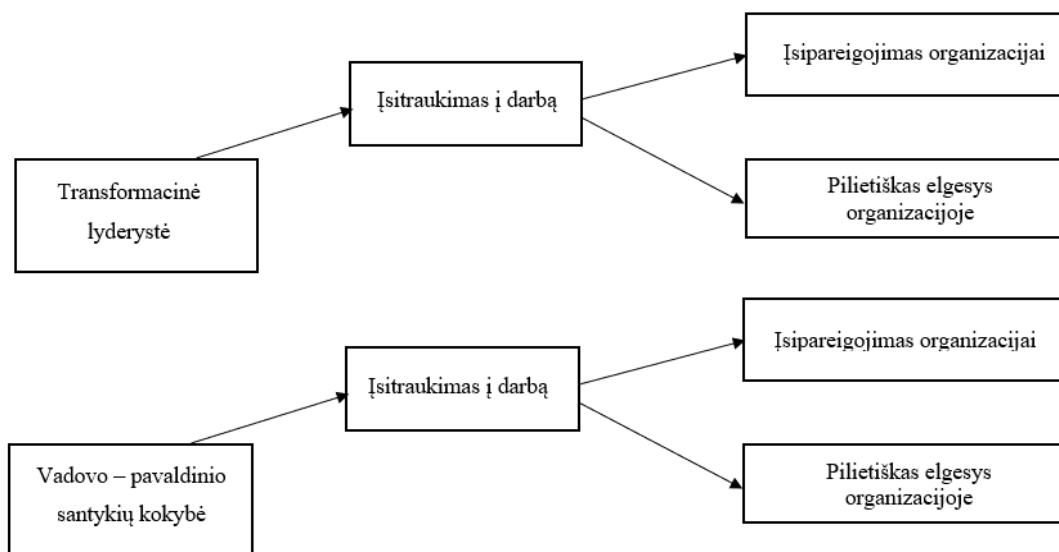 Įsipareigojimas organizacijai
Įsitraukimas į darbą
Transformacinė
lyderystė
Pilietiškas elgesys
organizacijoje
Įsipareigojimas organizacijai
Įsitraukimas į darbą
Vadovo – pavaldinio
santykių kokybė
Pilietiškas elgesys
organizacijoje